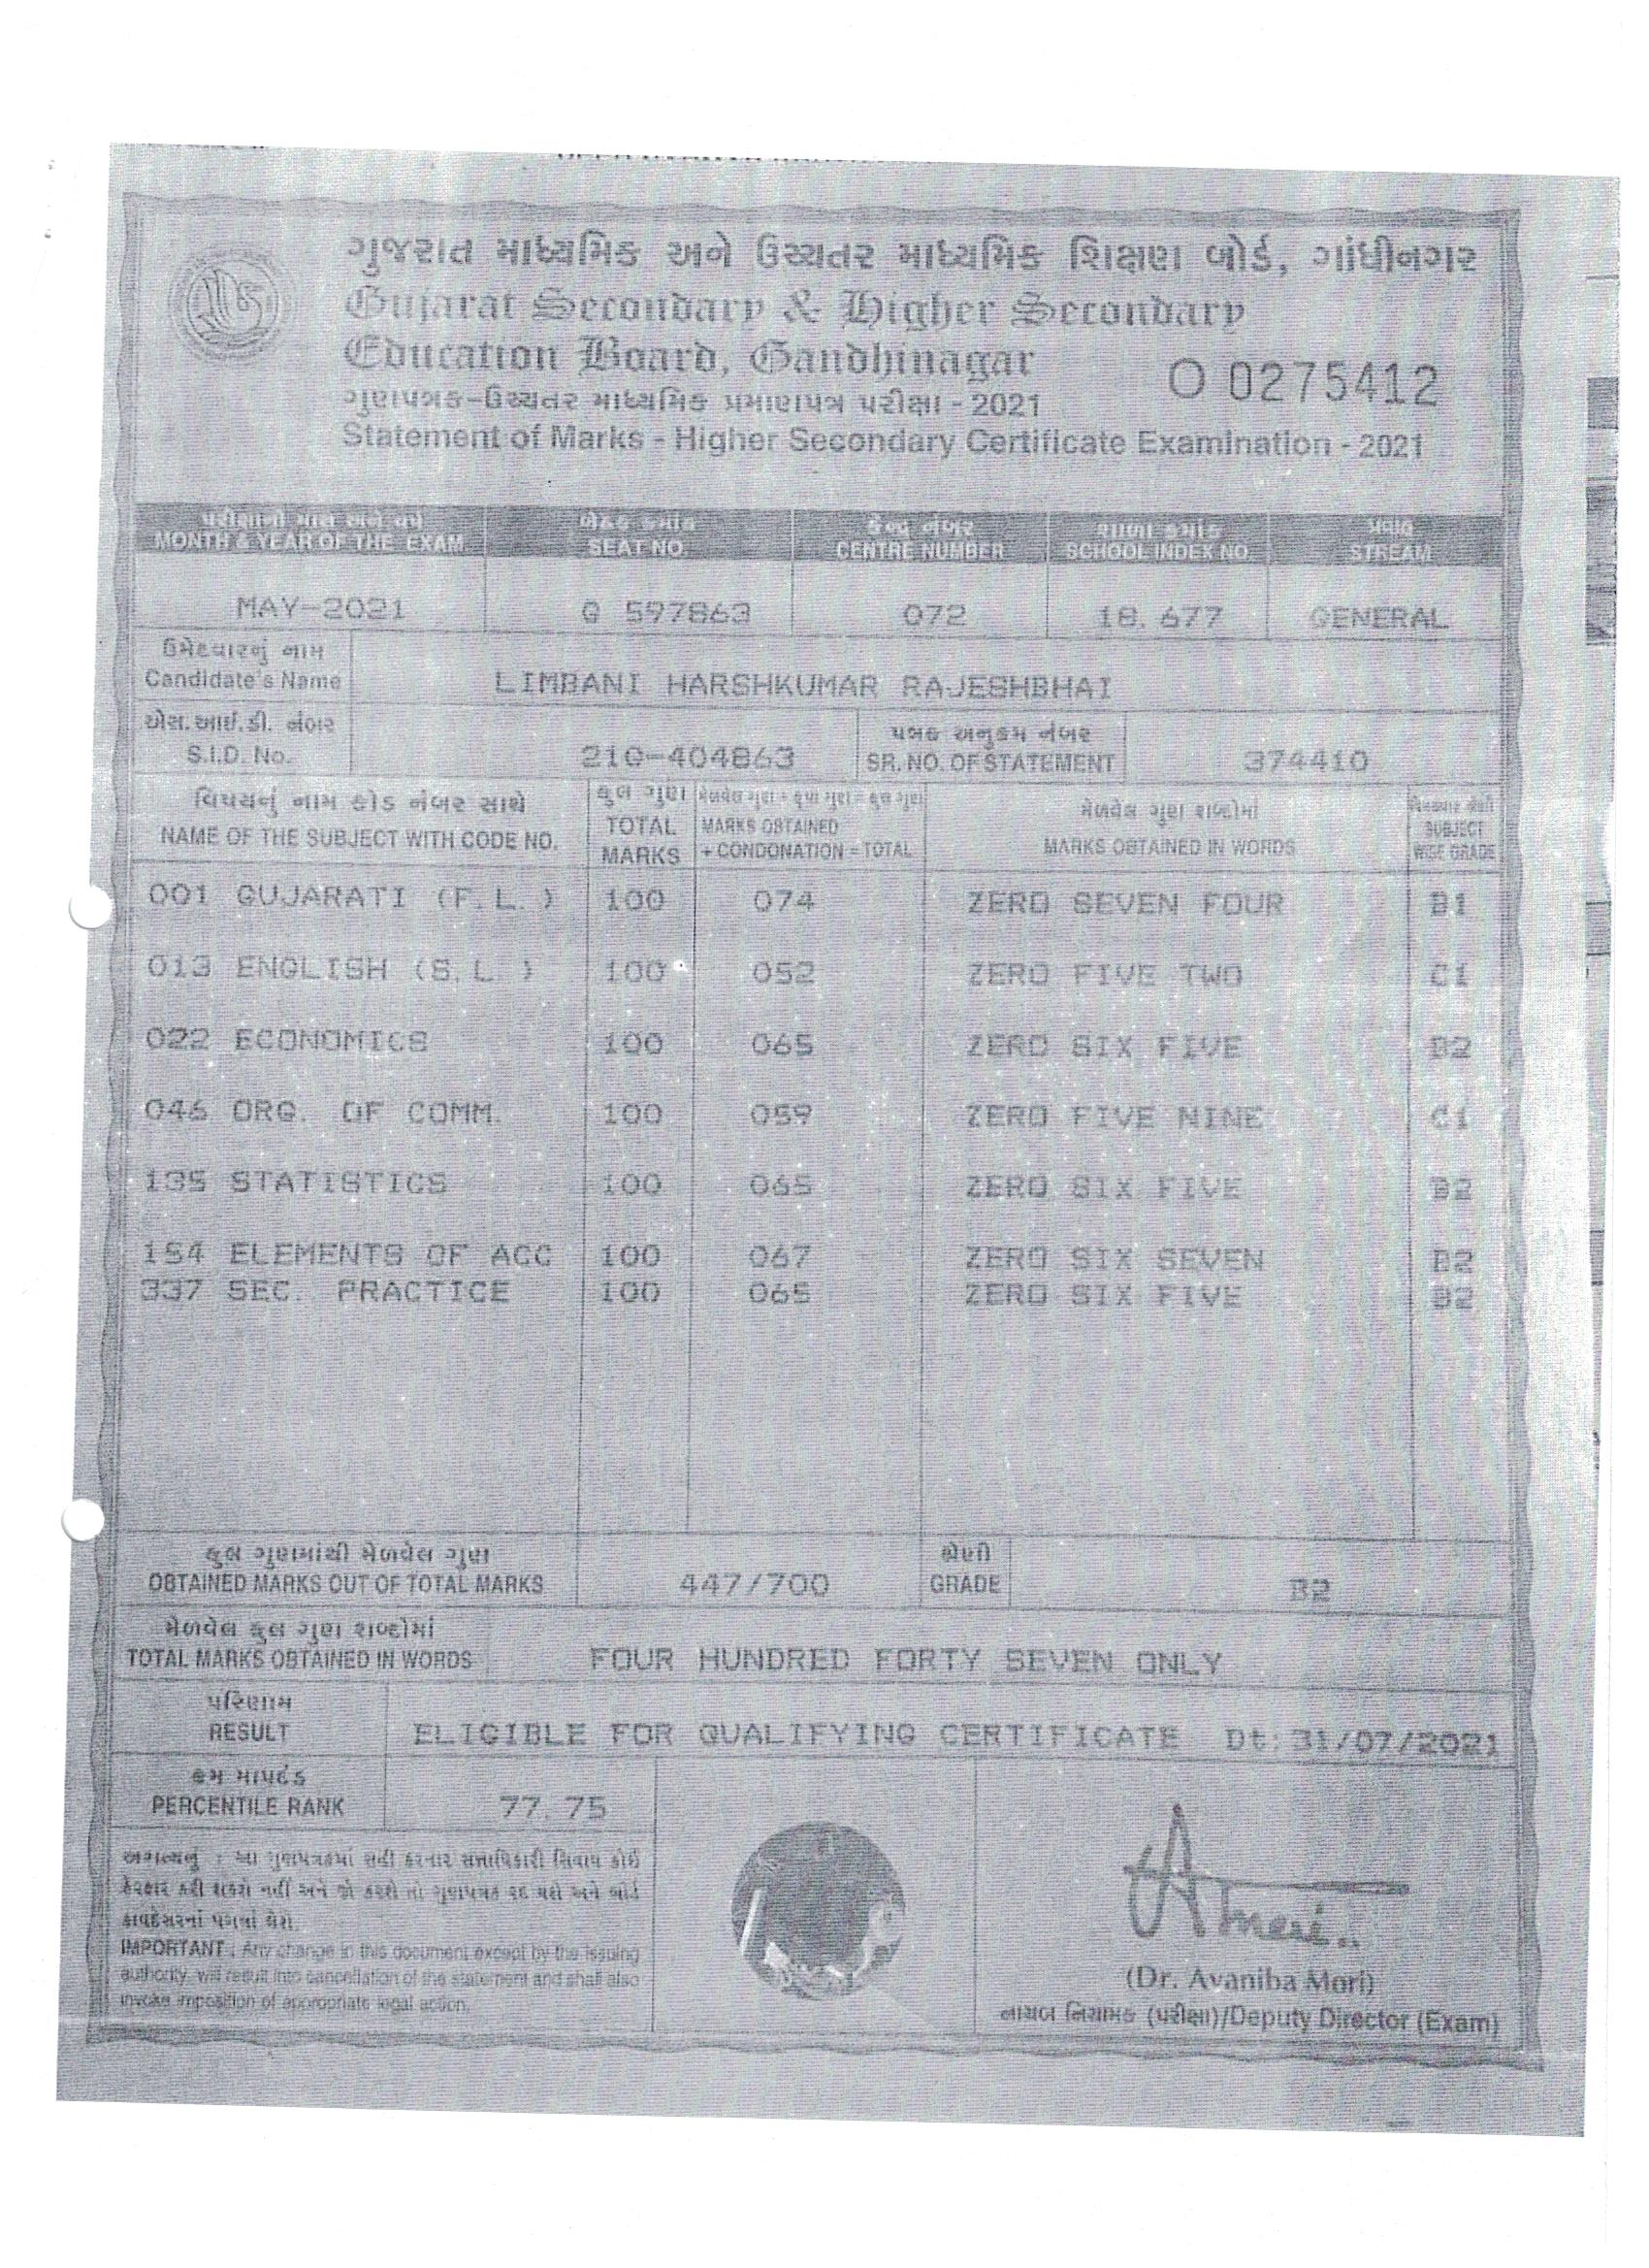 ગુજરાત માધ્યમિક અને ઉચ્ચતર માધ્યમિક શિક્ષણ બોર્ડ, ગાંધીનગર
Gujarat Secondary & Higher Secondary
Education Board, Gandhinagar
O 0275412
ગુણપત્રક-ઉચ્ચતર માધ્યમિક પ્રમાણપત્ર પરીક્ષા - 2021
Statement of Marks - Higher Secondary Certificate Examination - 2021
પરીક્ષાનો માસ અને વર્ષ બેઠક ક્રમાંક કેન્દ્ર નંબર શાળા ક્રમાંક પ્રવાહ
MONTH & YEAR OF THE EXAM SEAT NO. CENTRE NUMBER SCHOOL INDEX NO. STREAM
MAY-2021 G 597863 072 18.677 GENERAL
ઉમેદવારનું નામ
Candidate's Name LIMBANI HARSHKUMAR RAJESHBHAI
એસ.આઈ.ડી. નંબર પત્રક અનુક્રમ નંબર
S.I.D. No. 21G-404863 SR. NO. OF STATEMENT 374410
વિષયનું નામ કોડ નંબર સાથે કુલ ગુણ મેળવેલ ગુણ + કૃપા ગુણ = કુલ ગુણ મેળવેલ ગુણ શબ્દોમાં વિષયવાર શ્રેણી
NAME OF THE SUBJECT WITH CODE NO. TOTAL MARKS MARKS OBTAINED + CONDONATION = TOTAL MARKS OBTAINED IN WORDS SUBJECT WISE GRADE
001 GUJARATI (F.L.) 100 074 ZERO SEVEN FOUR B1
013 ENGLISH (S.L.) 100 052 ZERO FIVE TWO C1
022 ECONOMICS 100 065 ZERO SIX FIVE B2
046 ORG. OF COMM. 100 059 ZERO FIVE NINE C1
135 STATISTICS 100 065 ZERO SIX FIVE B2
154 ELEMENTS OF ACC 100 067 ZERO SIX SEVEN B2
337 SEC. PRACTICE 100 065 ZERO SIX FIVE B2
કુલ ગુણમાંથી મેળવેલ ગુણ શ્રેણી
OBTAINED MARKS OUT OF TOTAL MARKS 447/700 GRADE B2
મેળવેલ કુલ ગુણ શબ્દોમાં
TOTAL MARKS OBTAINED IN WORDS FOUR HUNDRED FORTY SEVEN ONLY
પરિણામ
RESULT ELIGIBLE FOR QUALIFYING CERTIFICATE Dt: 31/07/2021
ક્રમ માપદંડ
PERCENTILE RANK 77.75
અગત્યનું : આ ગુણપત્રકમાં સહી કરનાર સત્તાધિકારી સિવાય કોઈ
ફેરફાર કરી શકશે નહીં અને જો કરશે તો ગુણપત્રક રદ થશે અને બોર્ડ
કાયદેસરનાં પગલાં લેશે.
IMPORTANT : Any change in this document except by the issuing
authority will result into cancellation of the statement and shall also
invoke imposition of appropriate legal action.
(Dr. Avaniba Mori)
નાયબ નિયામક (પરીક્ષા)/Deputy Director (Exam)